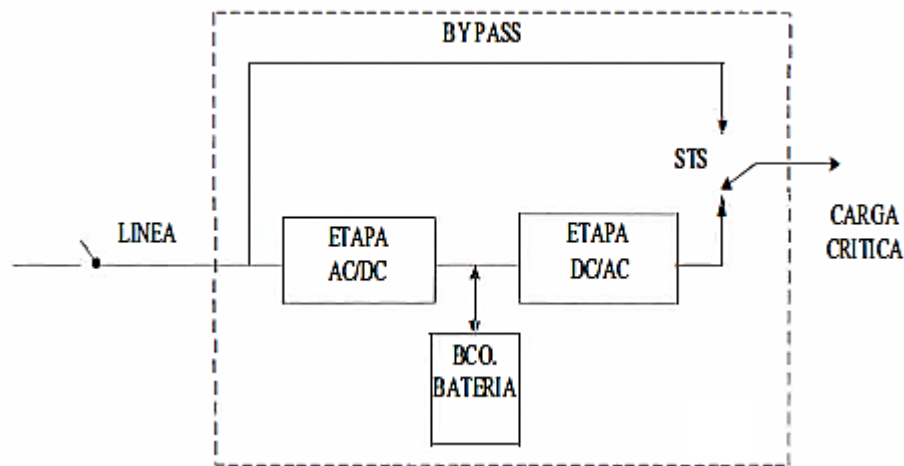 BYPASS
STS
LINEA
ETAPA
AC/DC
ETAPA
DC/AC
CARGA
CRITICA
BCO.
BATERIA